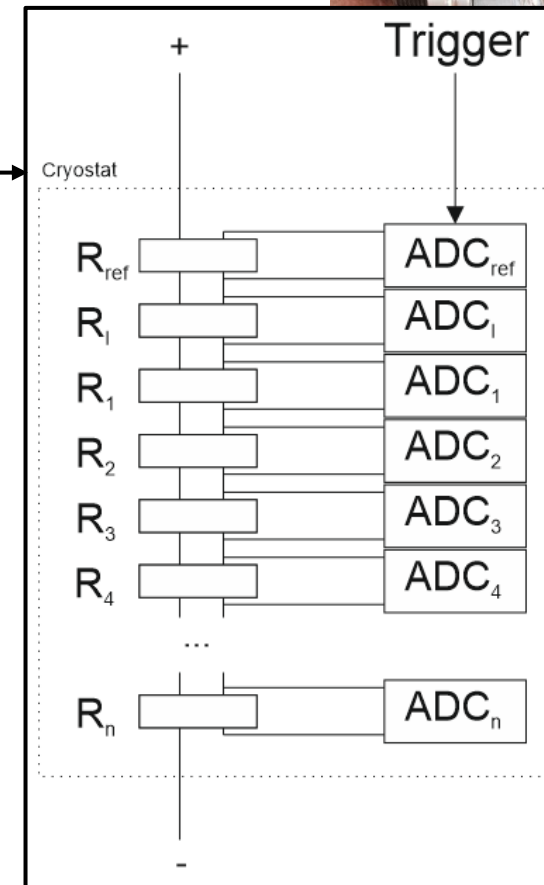 + Trigger
Cryostat
R_ref ADC_ref
R_I ADC_I
R_1 ADC_1
R_2 ADC_2
R_3 ADC_3
R_4 ADC_4
...
R_n ADC_n
-